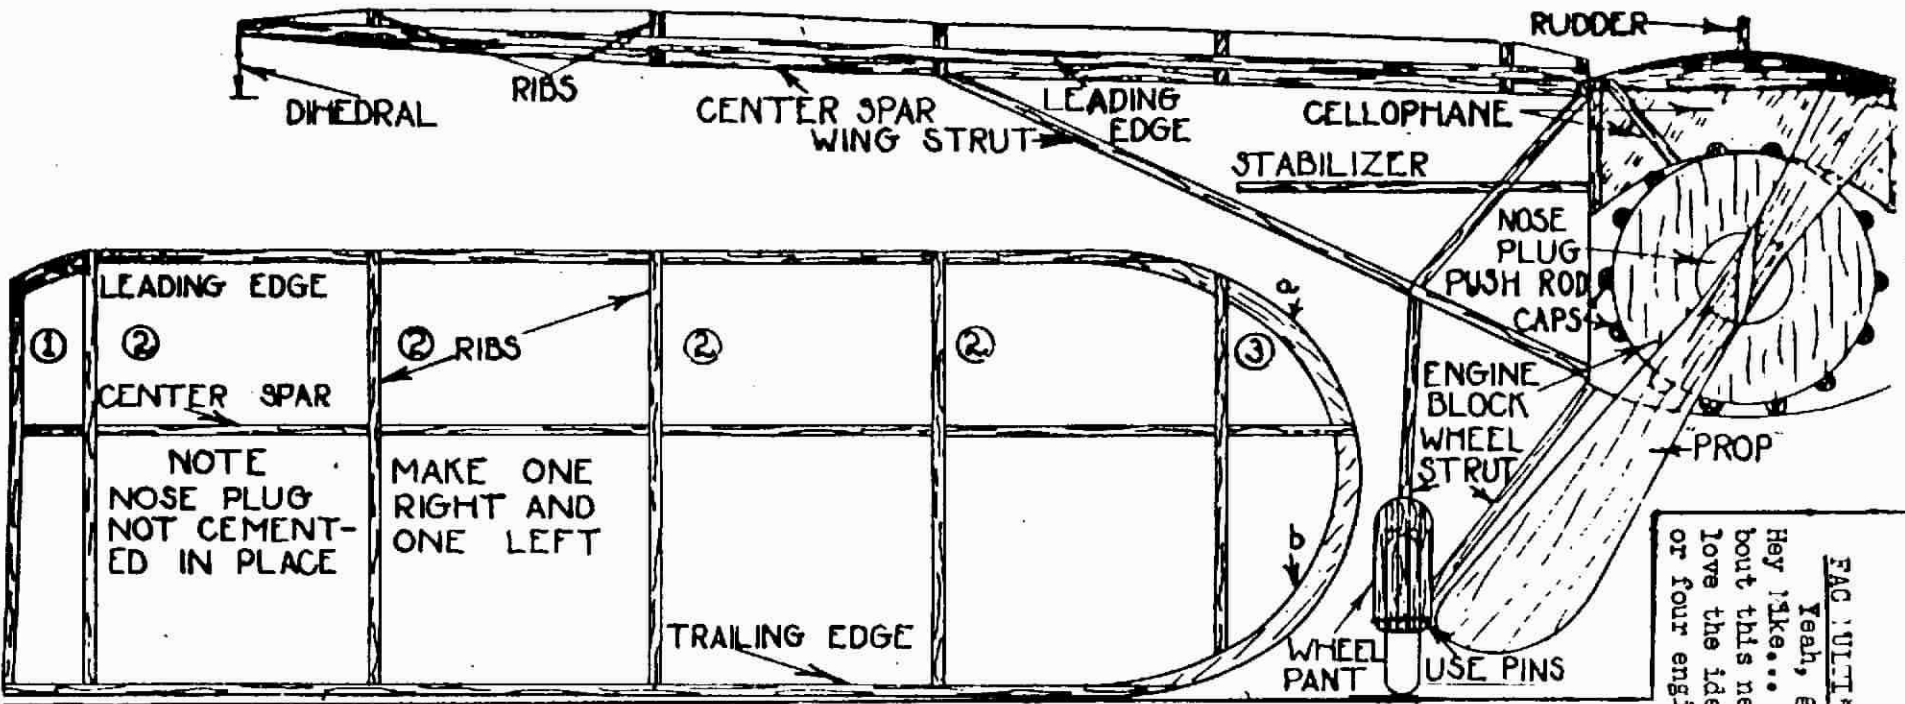 RUDDER
RIBS
DIHEDRAL
CENTER SPAR
WING STRUT
LEADING
EDGE
CELLOPHANE
STABILIZER
NOSE
PLUG
PUSH ROD
CAPS
LEADING EDGE
a
1
2
2
RIBS
2
2
3
CENTER SPAR
ENGINE
BLOCK
WHEEL
STRUT
PROP
NOTE
NOSE PLUG
NOT CEMENT-
ED IN PLACE
MAKE ONE
RIGHT AND
ONE LEFT
b
TRAILING EDGE
WHEEL
PANT
USE PINS
FAC
Yeah,
Hey Mike...
bout this ne
love the ide
or four eng